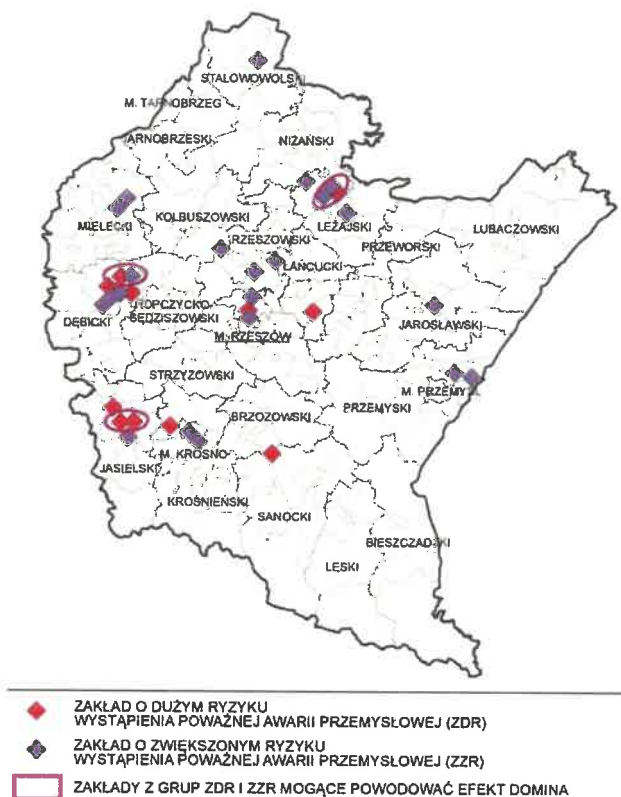 STALOWOWOLSKI
M. TARNOBRZEG
TARNOBRZESKI
NIŻAŃSKI
MIELECKI
KOLBUSZOWSKI
LEŻAJSKI
LUBACZOWSKI
RZESZOWSKI
PRZEWORSKI
ŁAŃCUCKI
ROPCZYCKO-
SĘDZISZOWSKI
DĘBICKI
JAROSŁAWSKI
M. RZESZÓW
STRZYŻOWSKI
M. PRZEMYŚL
BRZOZOWSKI
PRZEMYSKI
JASIELSKI
M. KROSNO
KROŚNIEŃSKI
SANOCKI
BIESZCZADZKI
LĘSKI
ZAKŁAD O DUŻYM RYZYKU
WYSTĄPIENIA POWAŻNEJ AWARII PRZEMYSŁOWEJ (ZDR)
ZAKŁAD O ZWIĘKSZONYM RYZYKU
WYSTĄPIENIA POWAŻNEJ AWARII PRZEMYSŁOWEJ (ZZR)
ZAKŁADY Z GRUP ZDR I ZZR MOGĄCE POWODOWAĆ EFEKT DOMINA